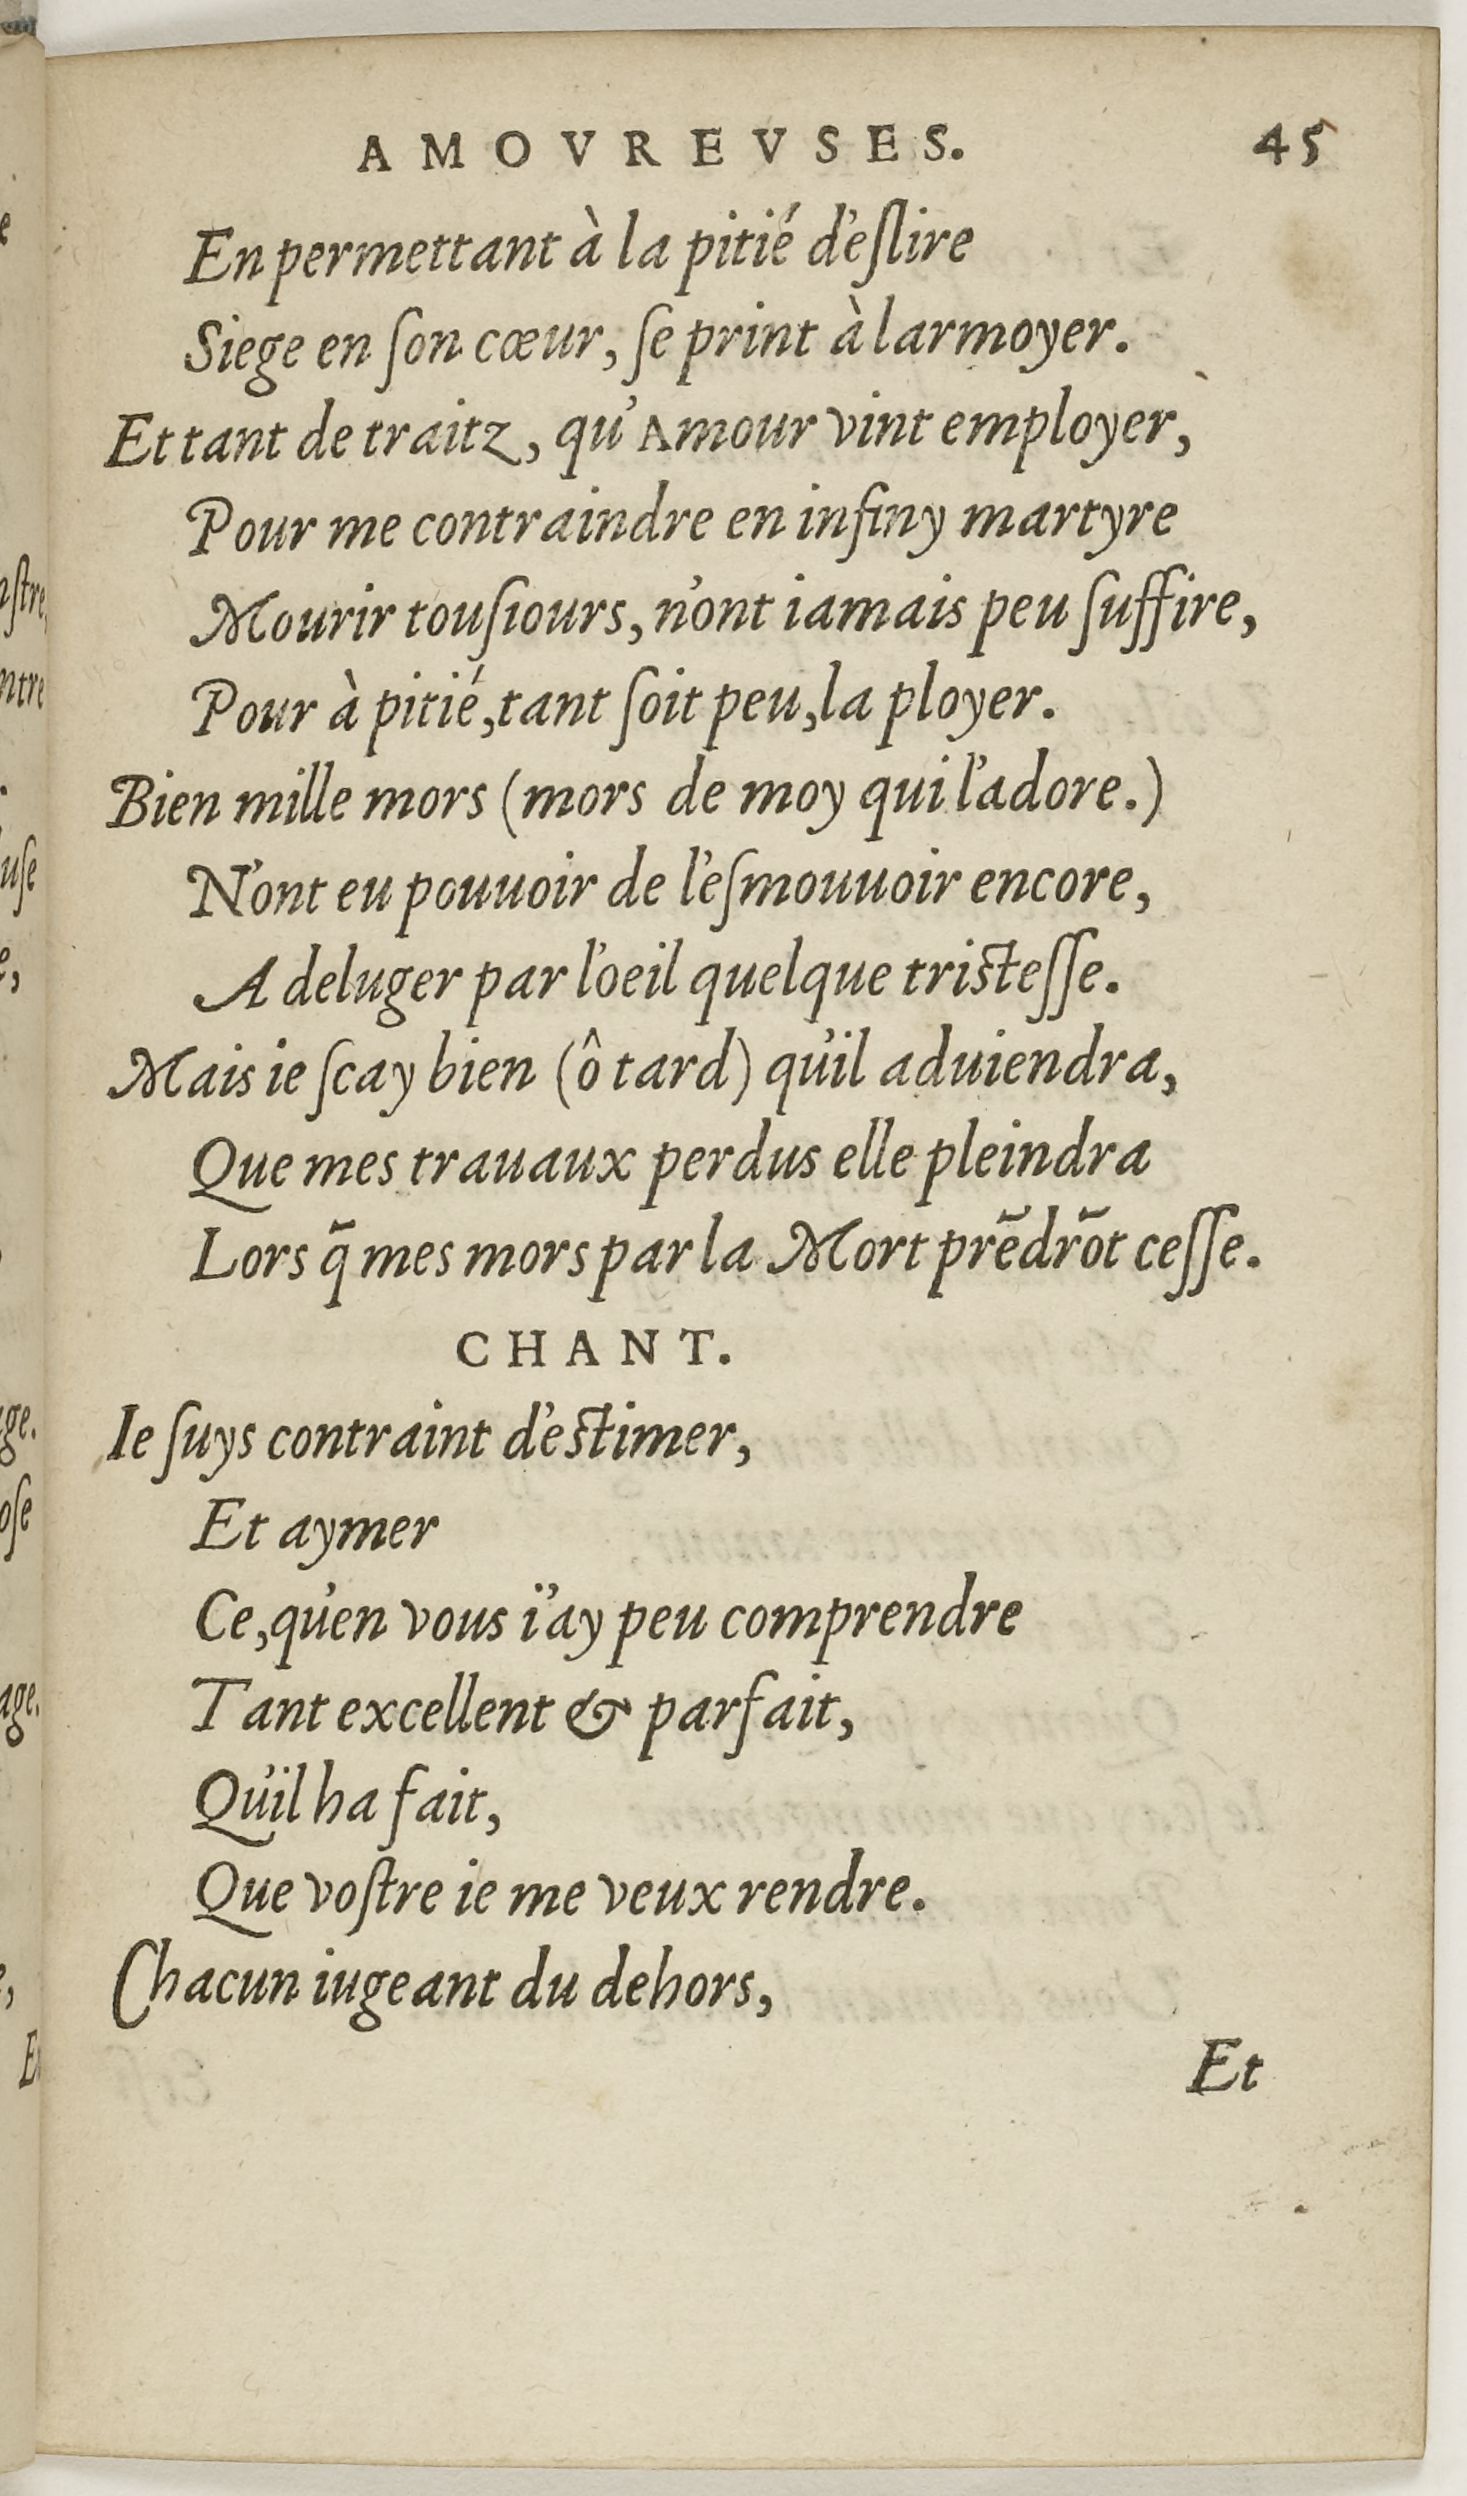 AMOVREVSES. 45
En permettant à la pitié d'eſlire
Siege en ſon cœur, ſe print à larmoyer.
Et tant de traitz, qu'Amour vint employer,
Pour me contraindre en infiny martyre
Mourir touſiours, n'ont iamais peu ſuffire,
Pour à pitié, tant ſoit peu, la ployer.
Bien mille mors (mors de moy qui l'adore.)
N'ont eu pouuoir de l'eſmouuoir encore,
A deluger par l'oeil quelque triſteſſe.
Mais ie ſcay bien (ô tard) qu'il aduiendra,
Que mes trauaux perdus elle pleindra
Lors q̃ mes mors par la Mort prẽdrõt ceſſe.
CHANT.
Ie ſuys contraint d'eſtimer,
Et aymer
Ce, qu'en vous i'ay peu comprendre
Tant excellent & parfait,
Qu'il ha fait,
Que voſtre ie me veux rendre.
Chacun iugeant du dehors,
Et